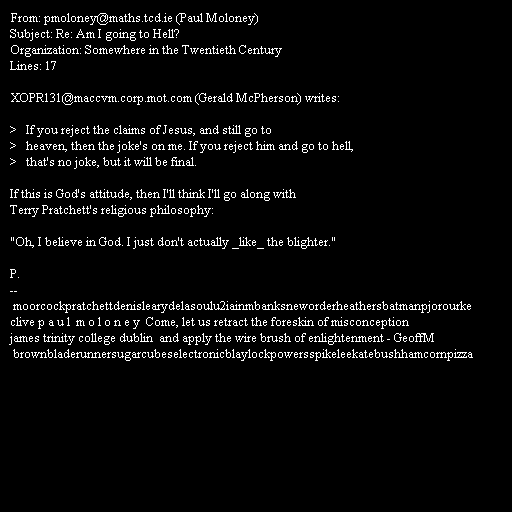 From: pmoloney@maths.tcd.ie (Paul Moloney)
Subject: Re: Am I going to Hell?
Organization: Somewhere in the Twentieth Century
Lines: 17

XOPR131@maccvm.corp.mot.com (Gerald McPherson) writes:

>   If you reject the claims of Jesus, and still go to
>   heaven, then the joke's on me. If you reject him and go to hell,
>   that's no joke, but it will be final.

If this is God's attitude, then I'll think I'll go along with
Terry Pratchett's religious philosophy:

"Oh, I believe in God. I just don't actually _like_ the blighter."

P.
--
 moorcockpratchettdenislearydelasoulu2iainmbanksneworderheathersbatmanpjorourke
clive p a u l  m o l o n e y  Come, let us retract the foreskin of misconception
james trinity college dublin  and apply the wire brush of enlightenment - GeoffM
 brownbladerunnersugarcubeselectronicblaylockpowersspikeleekatebushhamcornpizza